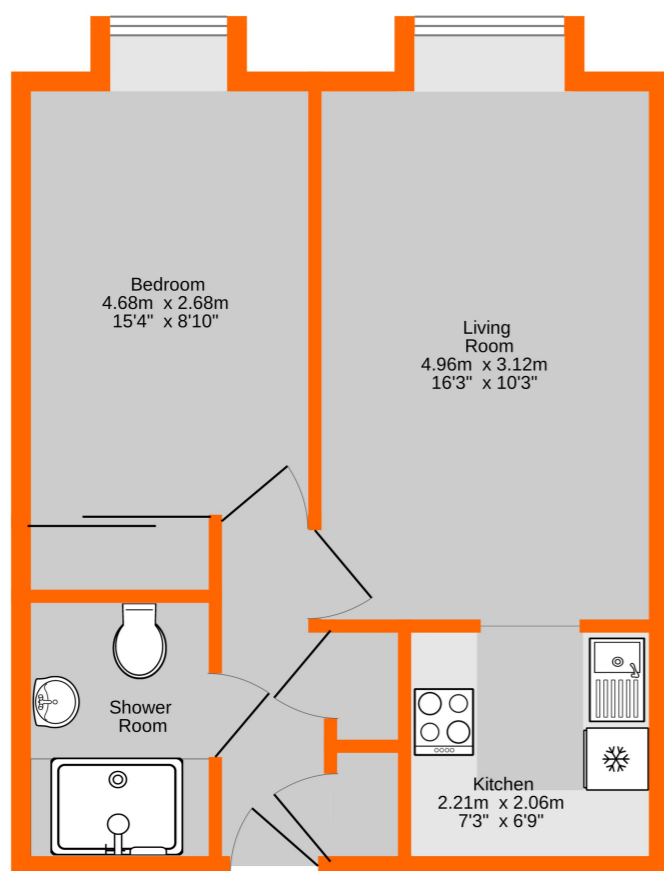 Bedroom
4.68m x 2.68m
15'4" x 8'10"
Living
Room
4.96m x 3.12m
16'3" x 10'3"
Shower
Room
Kitchen
2.21m x 2.06m
7'3" x 6'9"